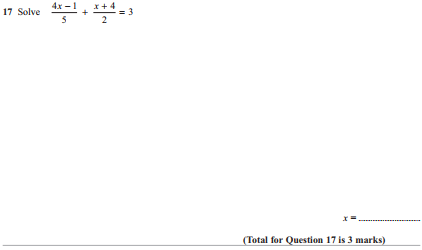 17 Solve (4x – 1)/5 + (x + 4)/2 = 3
x = ..............................
(Total for Question 17 is 3 marks)